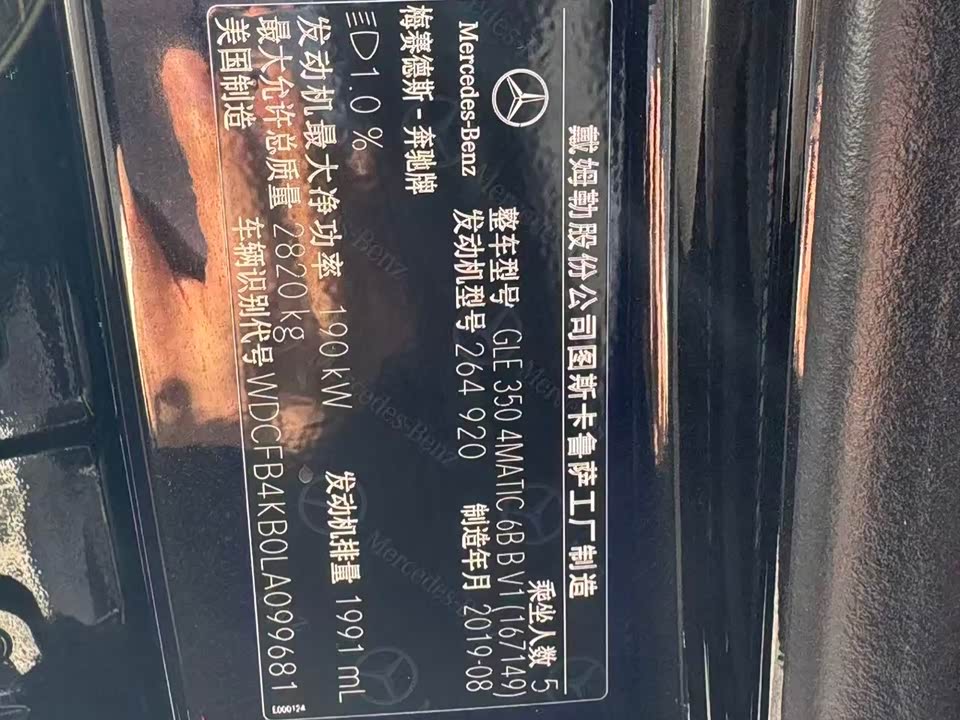 戴姆勒股份公司图斯卡鲁萨工厂制造
乘坐人数 5
整车型号 GLE 350 4MATIC 6B B V1(167149)
Mercedes-Benz 发动机型号 264 920 制造年月 2019-08
梅赛德斯-奔驰牌
1.0 % 发动机排量 1991 mL
发动机最大净功率 190 kW
最大允许总质量 2820 kg
美国制造 车辆识别代号 WDCFB4KB0LA099681
E000124